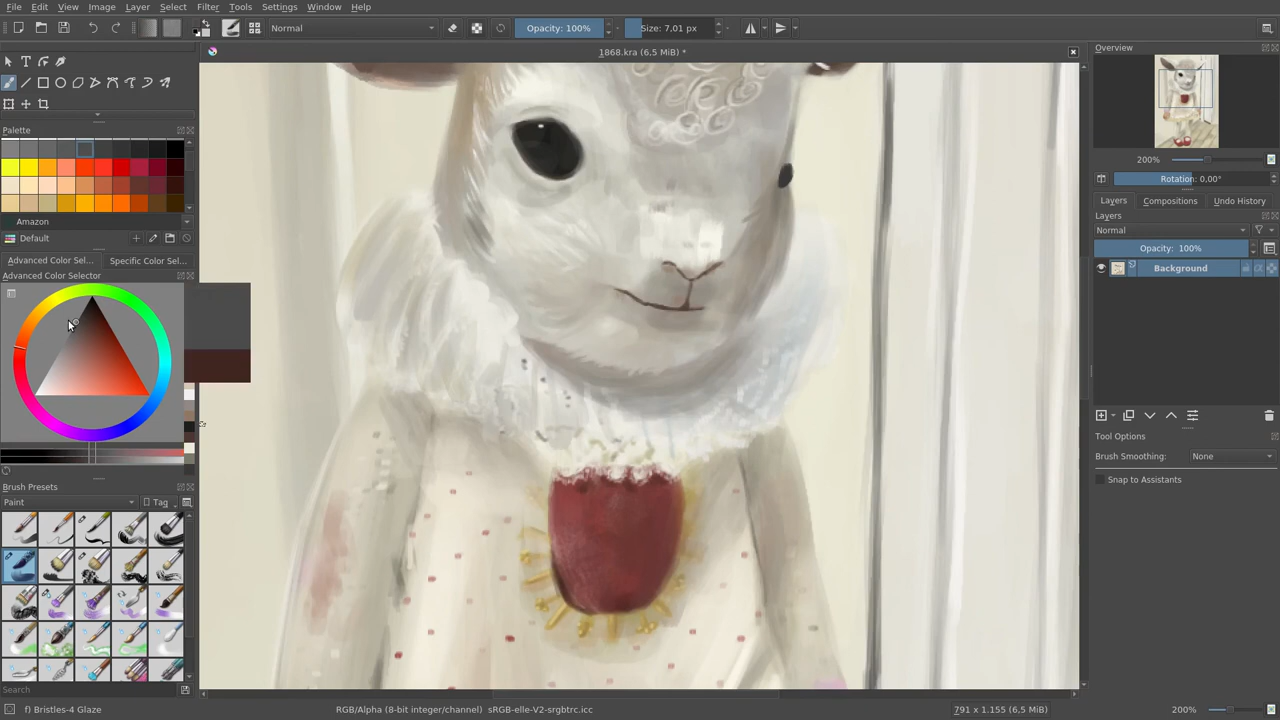 File Edit View Image Layer Select Filter Tools Settings Window Help
Normal Opacity: 100% Size: 7,01 px
1868.kra (6,5 MiB) *
Overview
200%
Rotation: 0,00°
Layers Compositions Undo History
Layers
Normal
Opacity: 100%
Background
Tool Options
Brush Smoothing: None
Snap to Assistants
Palette
Amazon
Default
Advanced Color Sel... Specific Color Sel...
Advanced Color Selector
Brush Presets
Paint Tag
Search
f) Bristles-4 Glaze RGB/Alpha (8-bit integer/channel) sRGB-elle-V2-srgbtrc.icc 791 x 1.155 (6,5 MiB) 200%